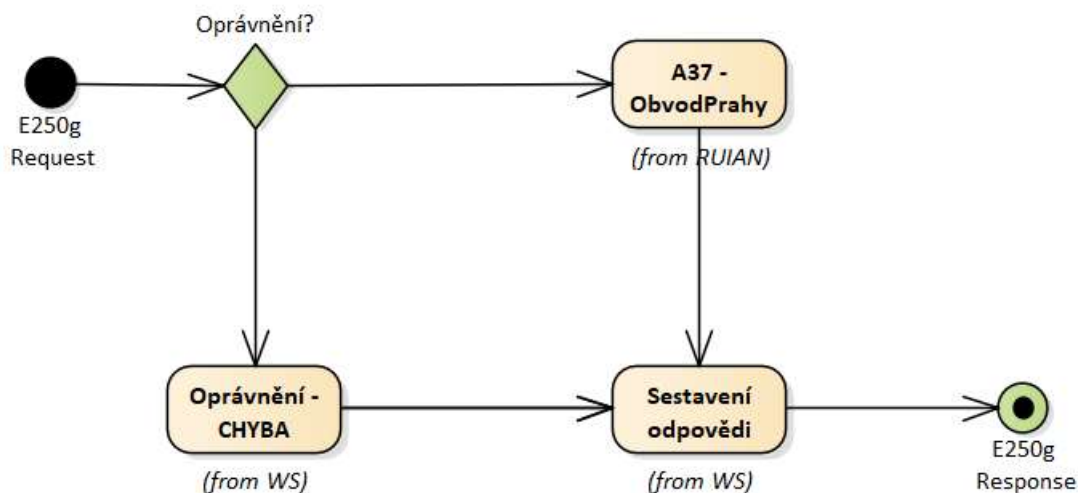 Oprávnění?
E250g
Request
A37 -
ObvodPrahy
(from RUIAN)
Oprávnění -
CHYBA
(from WS)
Sestavení
odpovědi
(from WS)
E250g
Response